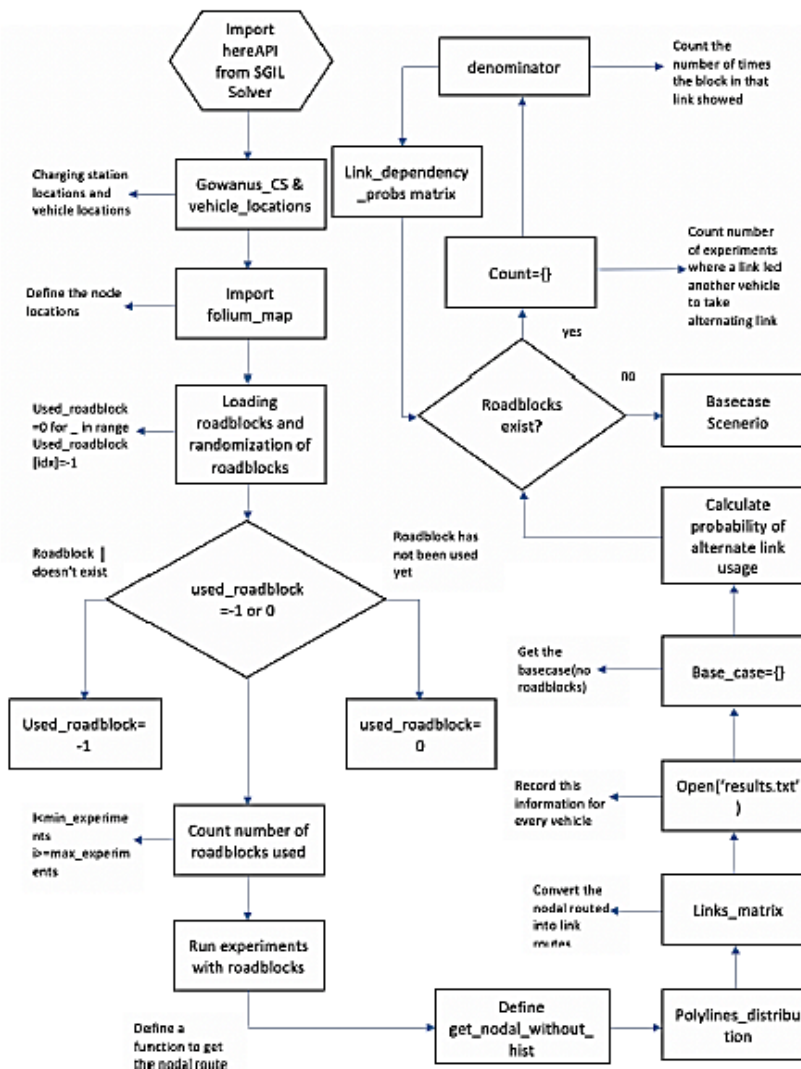 Import
hereAPI
from SGIL
Solver
Charging station
locations and
vehicle locations
Gowanus_CS &
vehicle_locations
Define the node
locations
Import
folium_map
Used_roadblock
=0 for _ in range
Used_roadblock
[idx]=-1
Loading
roadblocks and
randomization of
roadblocks
Roadblock
doesn't exist
Roadblock has
not been used
yet
used_roadblock
=-1 or 0
Used_roadblock=
-1
used_roadblock=
0
I<min_experime
nts
i>=max_experim
ents
Count number of
roadblocks used
Run experiments
with roadblocks
Define a
function to get
the nodal route
Define
get_nodal_without_
hist
Polylines_distribu
tion
Convert the
nodal routed
into link
routes
Links_matrix
Record this
information for
every vehicle
Open('results.txt'
)
Get the
basecase(no
roadblocks)
Base_case={}
Calculate
probability of
alternate link
usage
Roadblocks
exist?
yes
no
Basecase
Scenerio
Count={}
Count number
of experiments
where a link led
another vehicle
to take
alternating link
denominator
Count the
number of times
the block in that
link showed
Link_dependency
_probs matrix